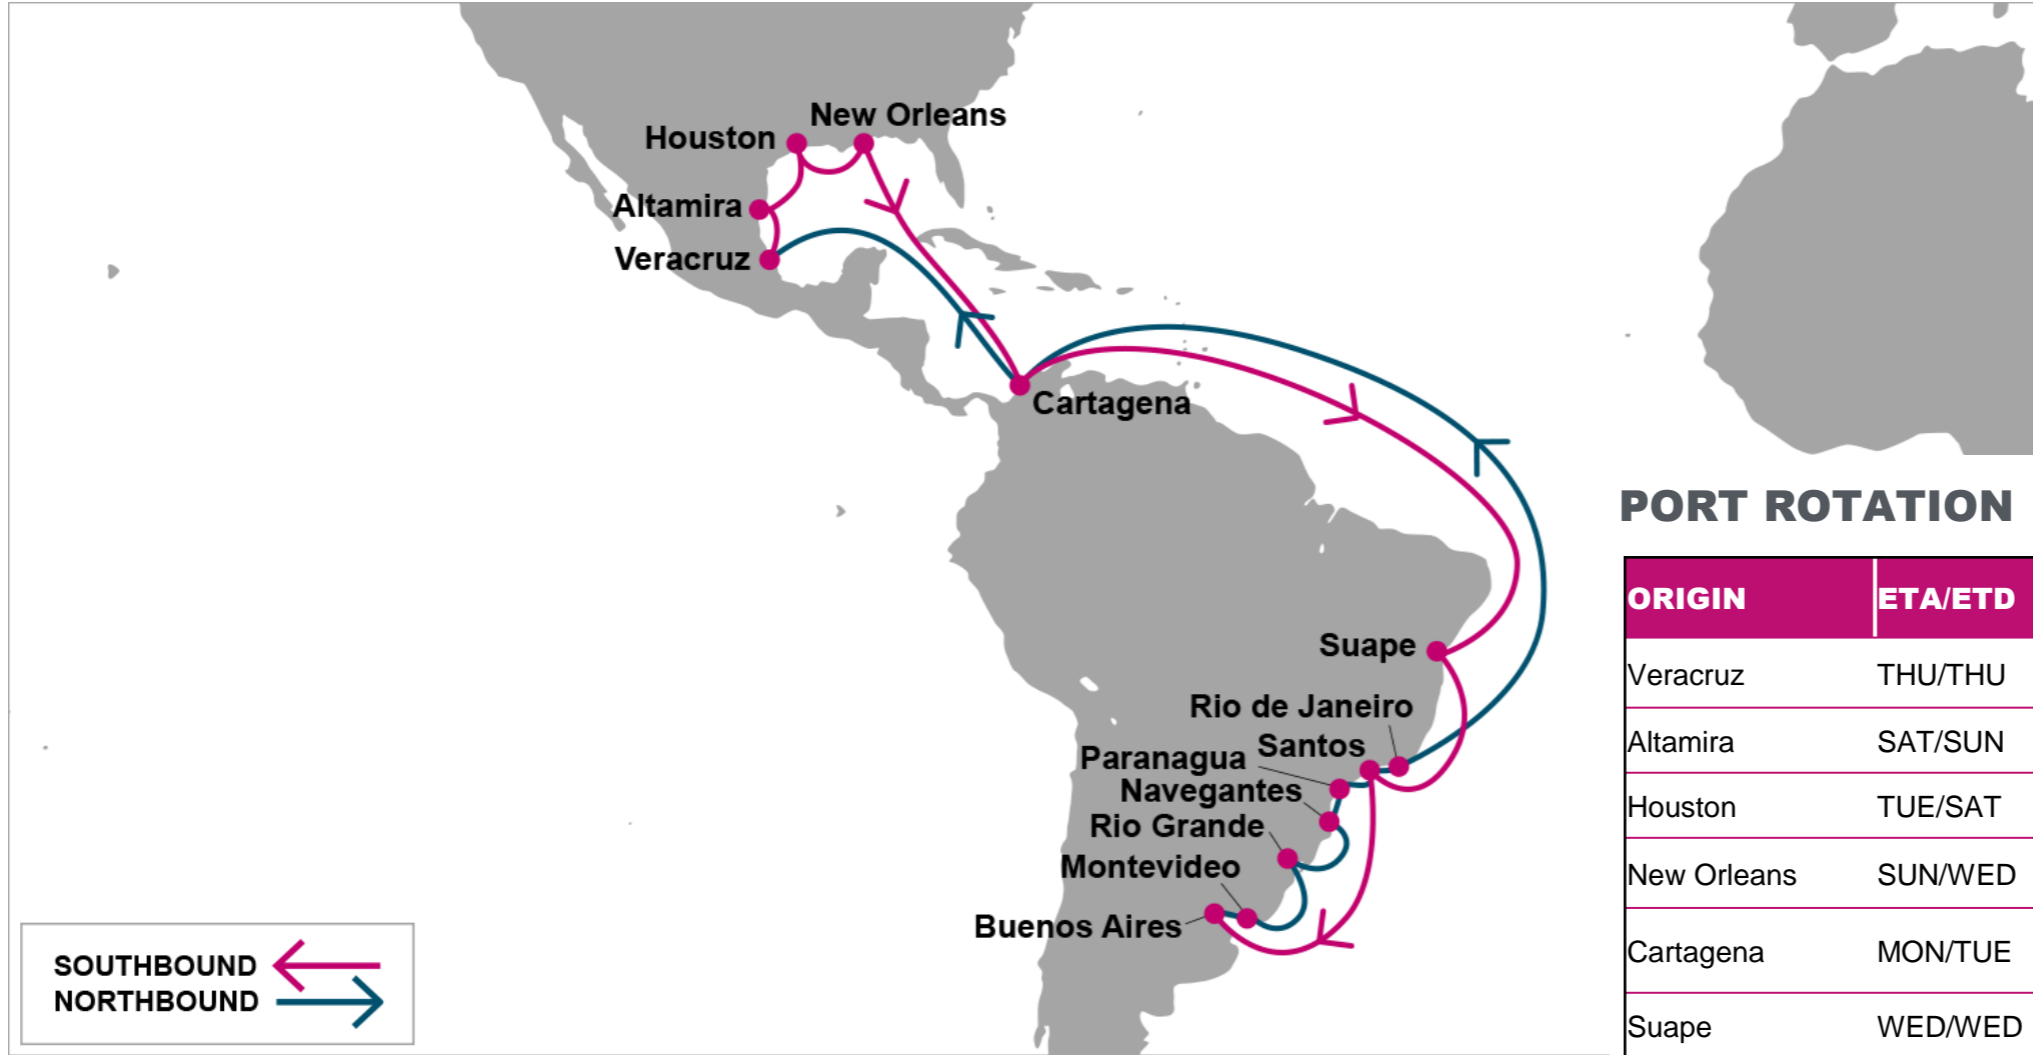 New Orleans
Houston
Altamira
Veracruz
Cartagena
Suape
Rio de Janeiro
Santos
Paranagua
Navegantes
Rio Grande
Montevideo
Buenos Aires
SOUTHBOUND
NORTHBOUND
PORT ROTATION
ORIGIN ETA/ETD
Veracruz THU/THU
Altamira SAT/SUN
Houston TUE/SAT
New Orleans SUN/WED
Cartagena MON/TUE
Suape WED/WED